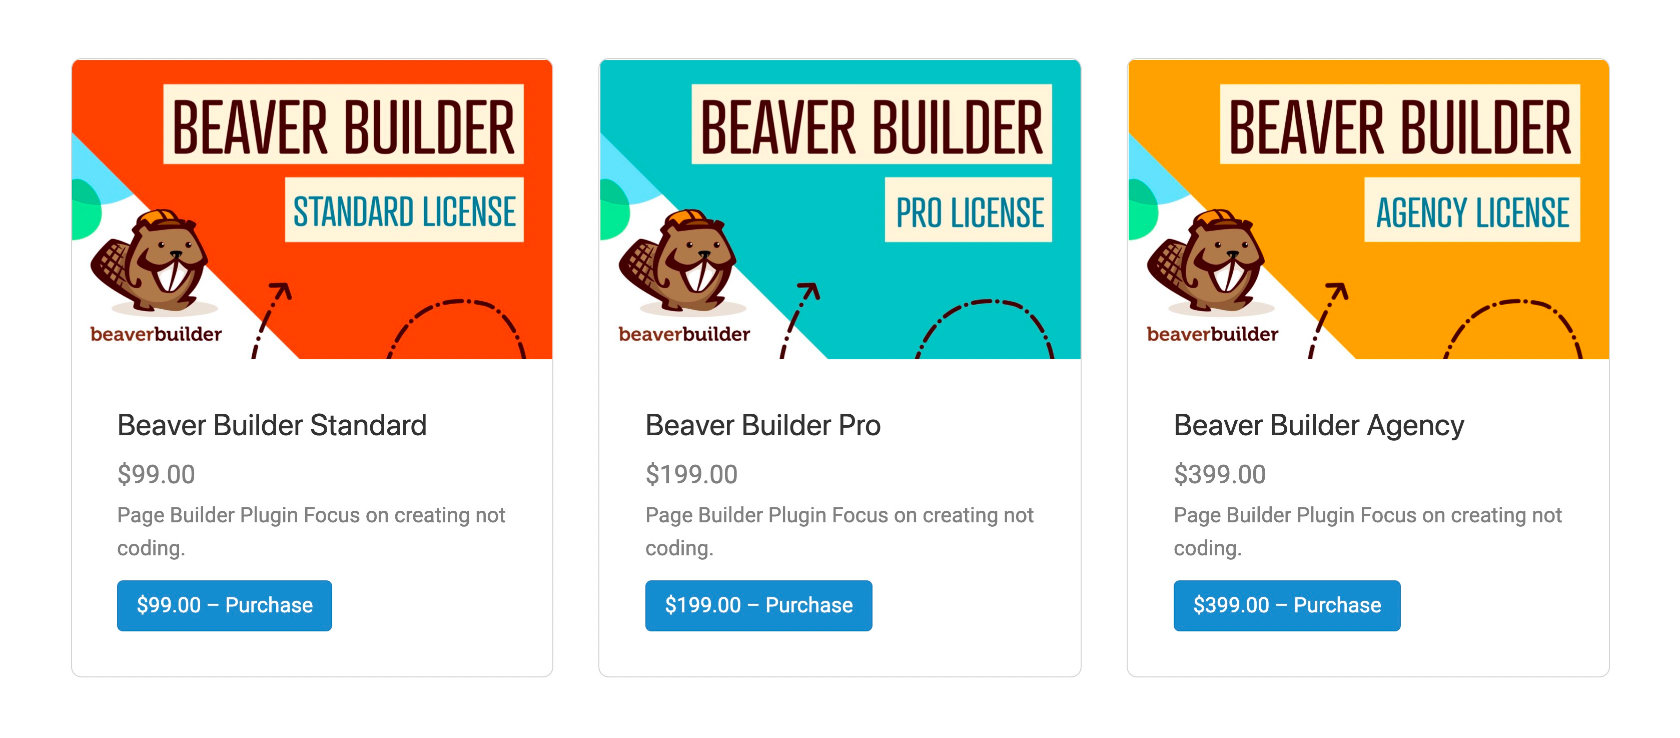 BEAVER BUILDER
STANDARD LICENSE
beaverbuilder
Beaver Builder Standard
$99.00
Page Builder Plugin Focus on creating not
coding.
$99.00 – Purchase
BEAVER BUILDER
PRO LICENSE
beaverbuilder
Beaver Builder Pro
$199.00
Page Builder Plugin Focus on creating not
coding.
$199.00 – Purchase
BEAVER BUILDER
AGENCY LICENSE
beaverbuilder
Beaver Builder Agency
$399.00
Page Builder Plugin Focus on creating not
coding.
$399.00 – Purchase